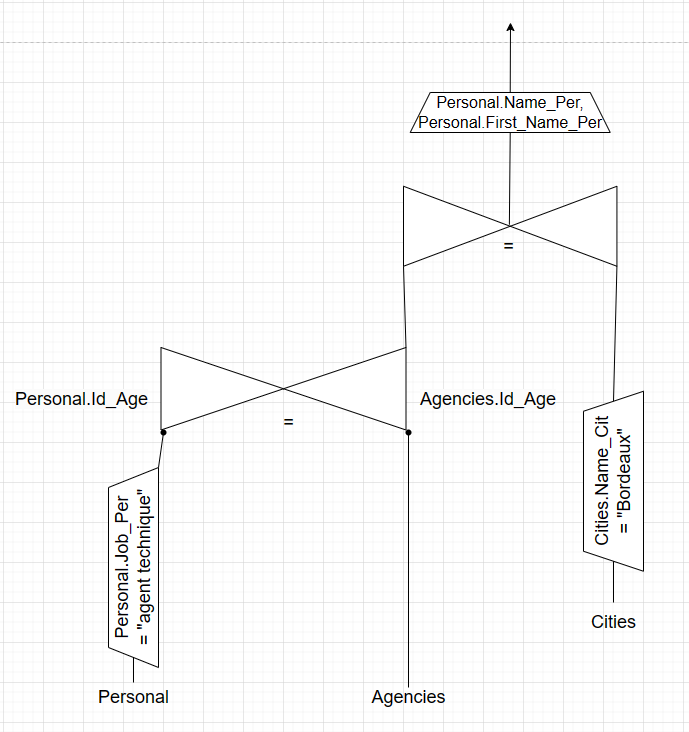 Personal.Name_Per,
Personal.First_Name_Per
=
Personal.Id_Age
Agencies.Id_Age
=
Cities.Name_Cit
= "Bordeaux"
Personal.Job_Per
= "agent technique"
Cities
Personal
Agencies